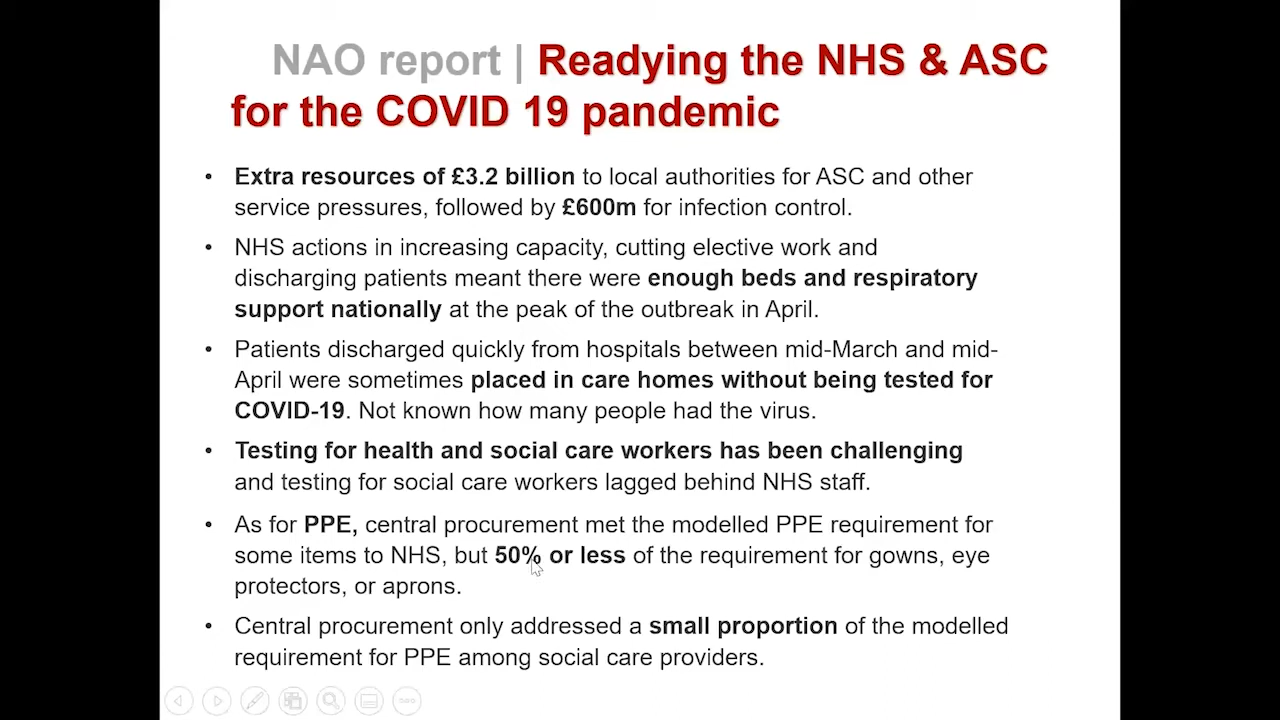 NAO report | Readying the NHS & ASC
for the COVID 19 pandemic
• Extra resources of £3.2 billion to local authorities for ASC and other
service pressures, followed by £600m for infection control.
• NHS actions in increasing capacity, cutting elective work and
discharging patients meant there were enough beds and respiratory
support nationally at the peak of the outbreak in April.
• Patients discharged quickly from hospitals between mid-March and mid-
April were sometimes placed in care homes without being tested for
COVID-19. Not known how many people had the virus.
• Testing for health and social care workers has been challenging
and testing for social care workers lagged behind NHS staff.
• As for PPE, central procurement met the modelled PPE requirement for
some items to NHS, but 50% or less of the requirement for gowns, eye
protectors, or aprons.
• Central procurement only addressed a small proportion of the modelled
requirement for PPE among social care providers.